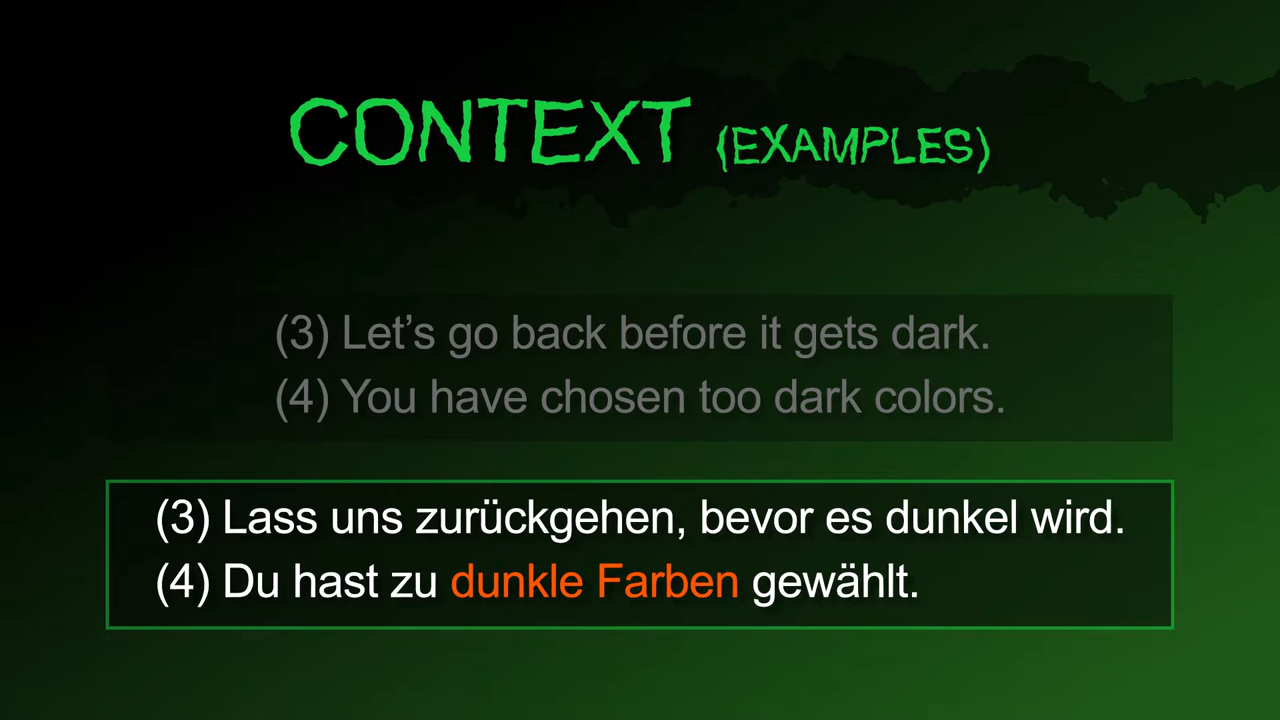 CONTEXT (EXAMPLES)
(3) Let’s go back before it gets dark.
(4) You have chosen too dark colors.
(3) Lass uns zurückgehen, bevor es dunkel wird.
(4) Du hast zu dunkle Farben gewählt.